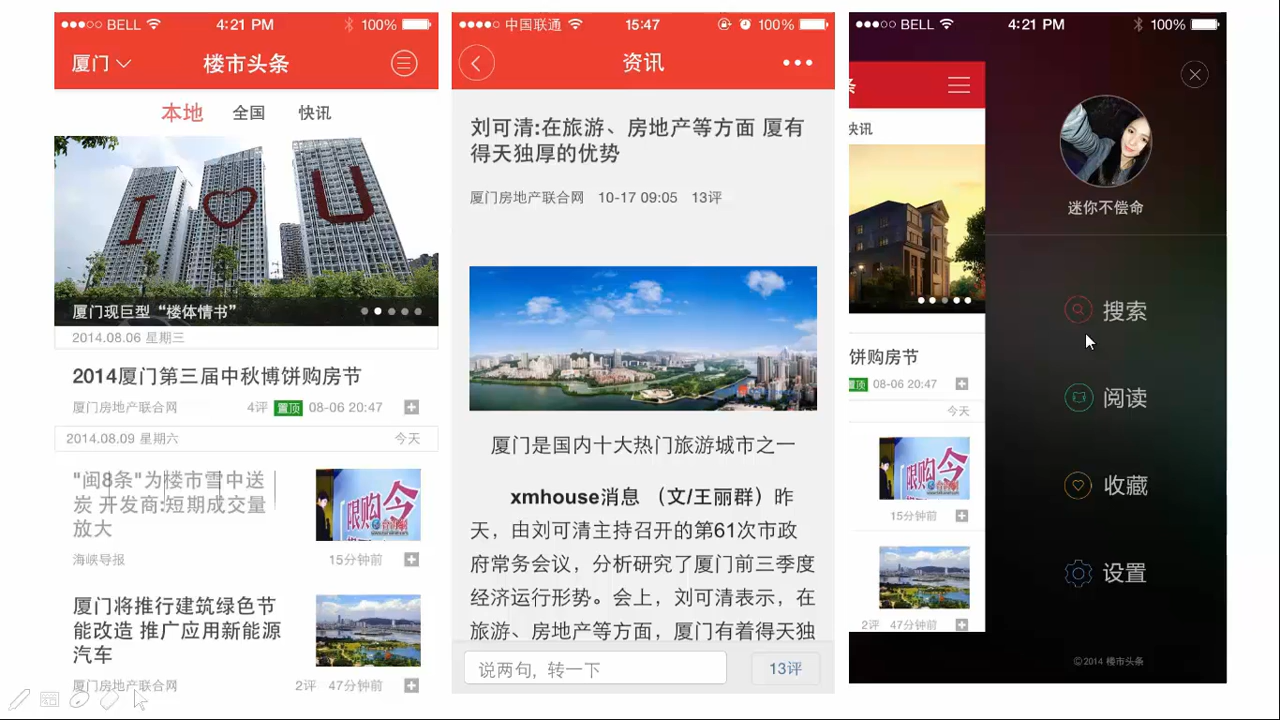 BELL 4:21 PM 100%
厦门 楼市头条
本地 全国 快讯
I U
厦门现巨型“楼体情书”
2014.08.06 星期三
2014厦门第三届中秋博饼购房节
厦门房地产联合网 4评 置顶 08-06 20:47
2014.08.09 星期六 今天
"闽8条"为楼市雪中送
炭 开发商:短期成交量
放大
限购今
海峡导报 15分钟前
厦门将推行建筑绿色节
能改造 推广应用新能源
汽车
厦门房地产联合网 2评 47分钟前
中国联通 15:47 100%
资讯
刘可清:在旅游、房地产等方面 厦有
得天独厚的优势
厦门房地产联合网 10-17 09:05 13评
厦门是国内十大热门旅游城市之一
xmhouse消息 （文/王丽群）昨
天，由刘可清主持召开的第61次市政
府常务会议，分析研究了厦门前三季度
经济运行形势。会上，刘可清表示，在
旅游、房地产等方面，厦门有着得天独
说两句，转一下 13评
BELL 4:21 PM 100%
条
快讯
饼购房节
置顶 08-06 20:47
今天
限购今
15分钟前
2评 47分钟前
迷你不偿命
搜索
阅读
收藏
设置
©2014 楼市头条